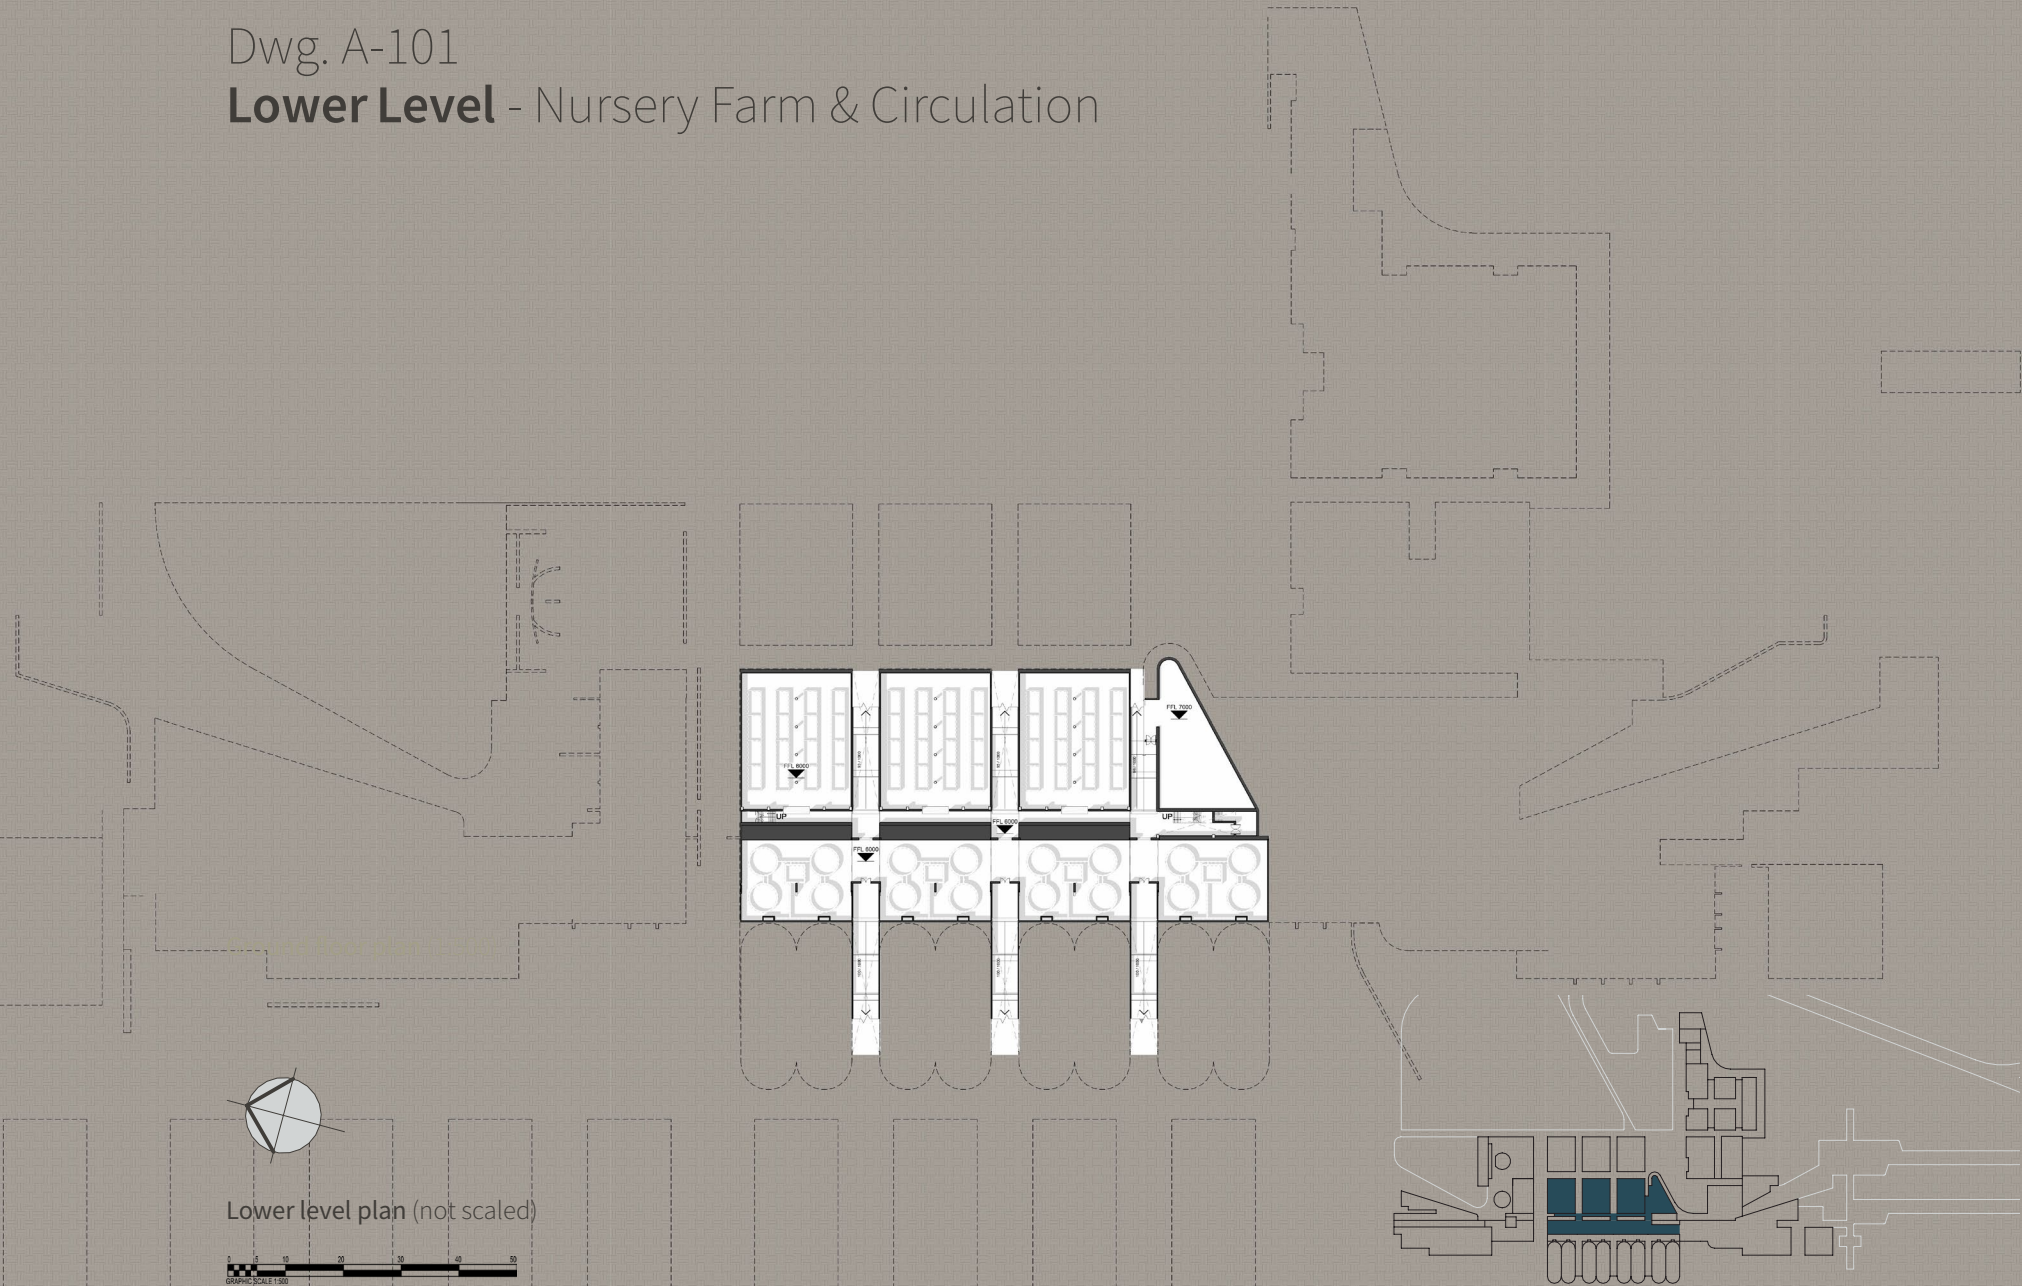 Dwg. A-101
Lower Level - Nursery Farm & Circulation
FFL 7000
FFL 6000
UP
FFL 6000
UP
FFL 6000
Lower level plan (not scaled)
0 5 10 20 30 40 50
GRAPHIC SCALE 1:500